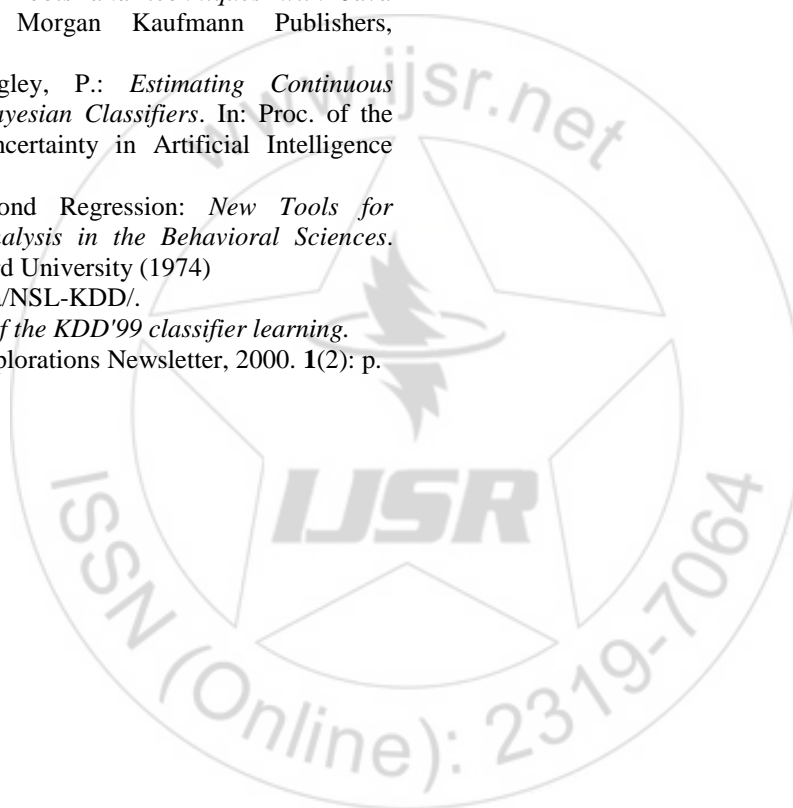 Morgan Kaufmann Publishers,
gley, P.: Estimating Continuous
ayesian Classifiers. In: Proc. of the
ncertainty in Artificial Intelligence
ond Regression: New Tools for
nalysis in the Behavioral Sciences.
rd University (1974)
/NSL-KDD/.
f the KDD'99 classifier learning.
plorations Newsletter, 2000. 1(2): p.
www.ijsr.net
IJSR
ISSN (Online): 2319-7064